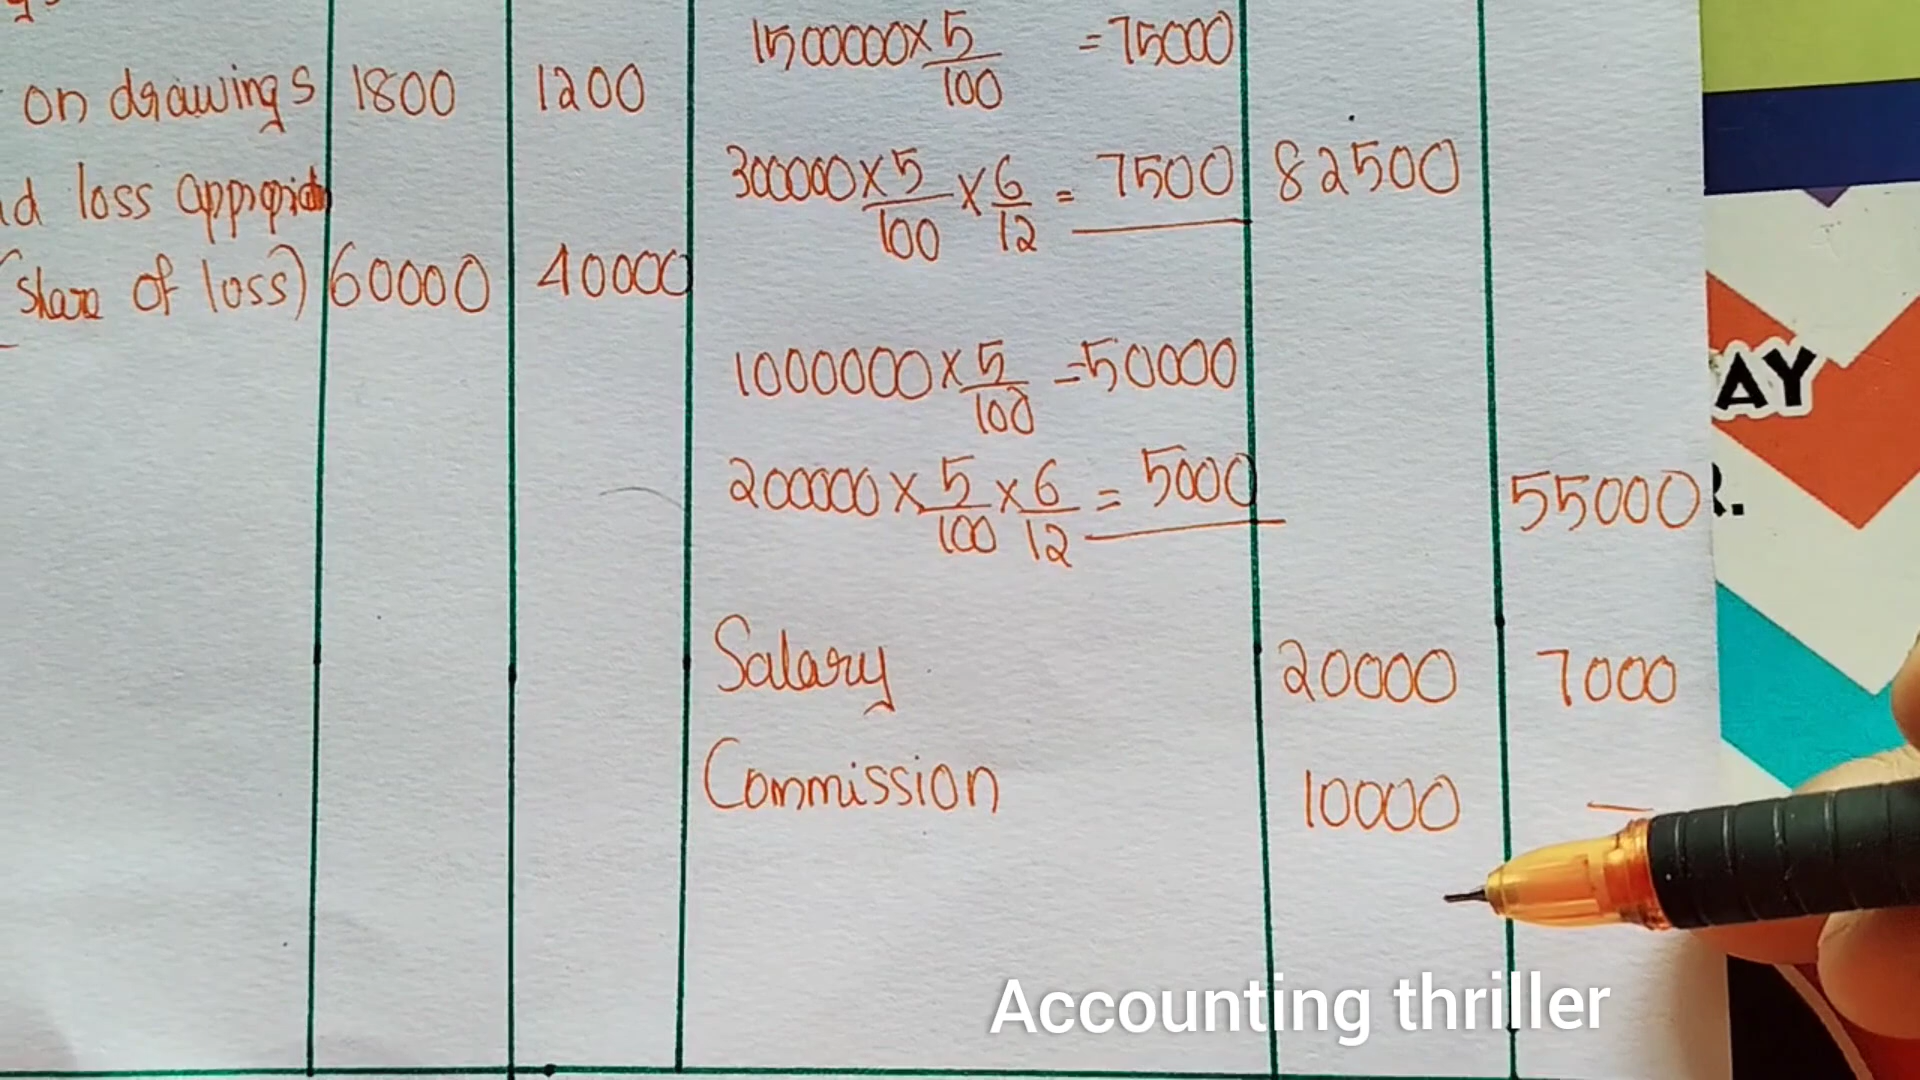 on drawings 1800 1200
loss appropriat
(share of loss) 60000 40000
1500000 × 5/100 = 75000
300000 × 5/100 × 6/12 = 7500 82500
1000000 × 5/100 = 50000
200000 × 5/100 × 6/12 = 5000 55000
Salary 20000 7000
Commission 10000 —
AY
R.
Accounting thriller